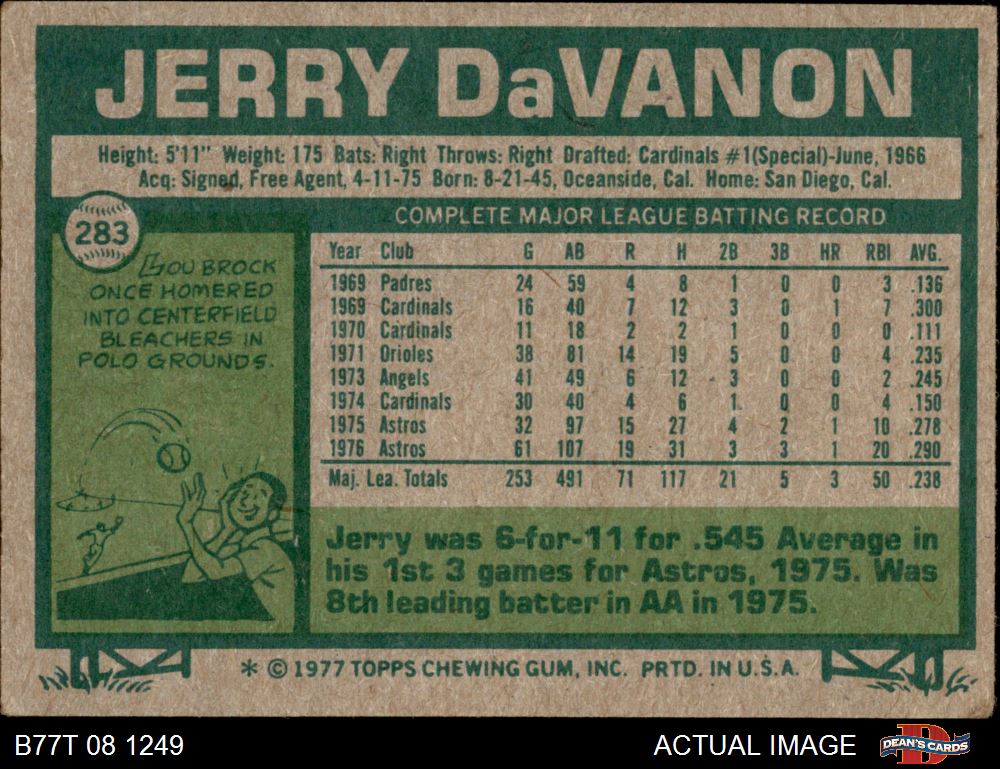 JERRY DaVANON
Height: 5'11" Weight: 175 Bats: Right Throws: Right Drafted: Cardinals #1(Special)-June, 1966
Acq: Signed, Free Agent, 4-11-75 Born: 8-21-45, Oceanside, Cal. Home: San Diego, Cal.
283
LOU BROCK
ONCE HOMERED
INTO CENTERFIELD
BLEACHERS IN
POLO GROUNDS.
COMPLETE MAJOR LEAGUE BATTING RECORD
Year Club G AB R H 2B 3B HR RBI AVG.
1969 Padres 24 59 4 8 1 0 0 3 .136
1969 Cardinals 16 40 7 12 3 0 1 7 .300
1970 Cardinals 11 18 2 2 1 0 0 0 .111
1971 Orioles 38 81 14 19 5 0 0 4 .235
1973 Angels 41 49 6 12 3 0 0 2 .245
1974 Cardinals 30 40 4 6 1 0 0 4 .150
1975 Astros 32 97 15 27 4 2 1 10 .278
1976 Astros 61 107 19 31 3 3 1 20 .290
Maj. Lea. Totals 253 491 71 117 21 5 3 50 .238
Jerry was 6-for-11 for .545 Average in
his 1st 3 games for Astros, 1975. Was
8th leading batter in AA in 1975.
* © 1977 TOPPS CHEWING GUM, INC. PRTD. IN U.S.A.
B77T 08 1249
ACTUAL IMAGE
DEAN'S CARDS